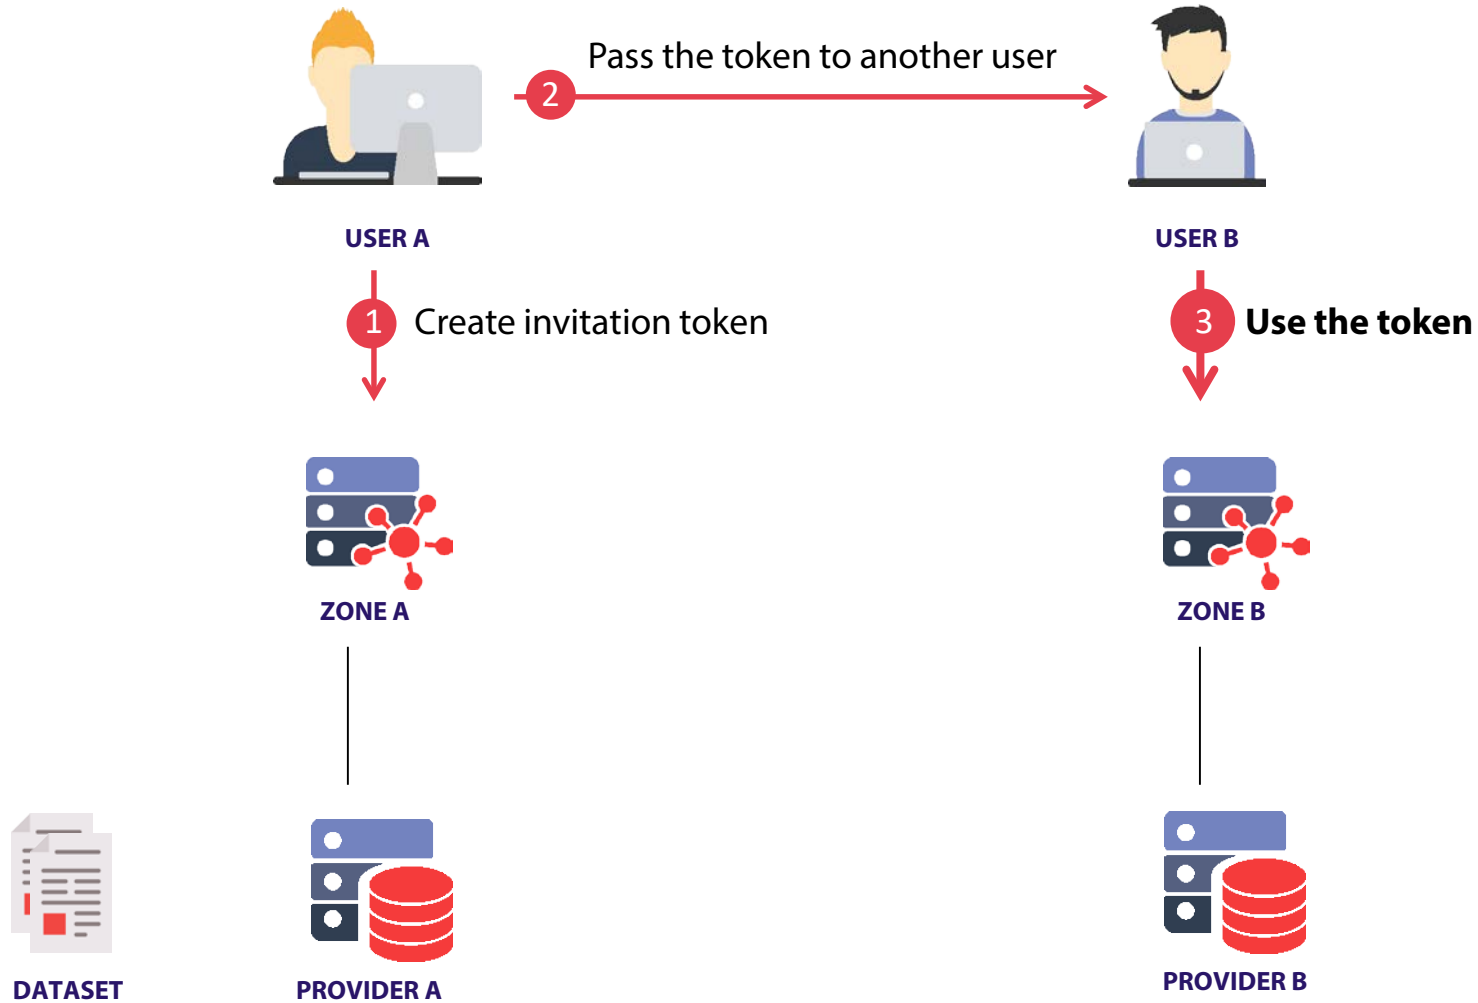 Pass the token to another user
2
USER A
USER B
1 Create invitation token
3 Use the token
ZONE A
ZONE B
DATASET
PROVIDER A
PROVIDER B